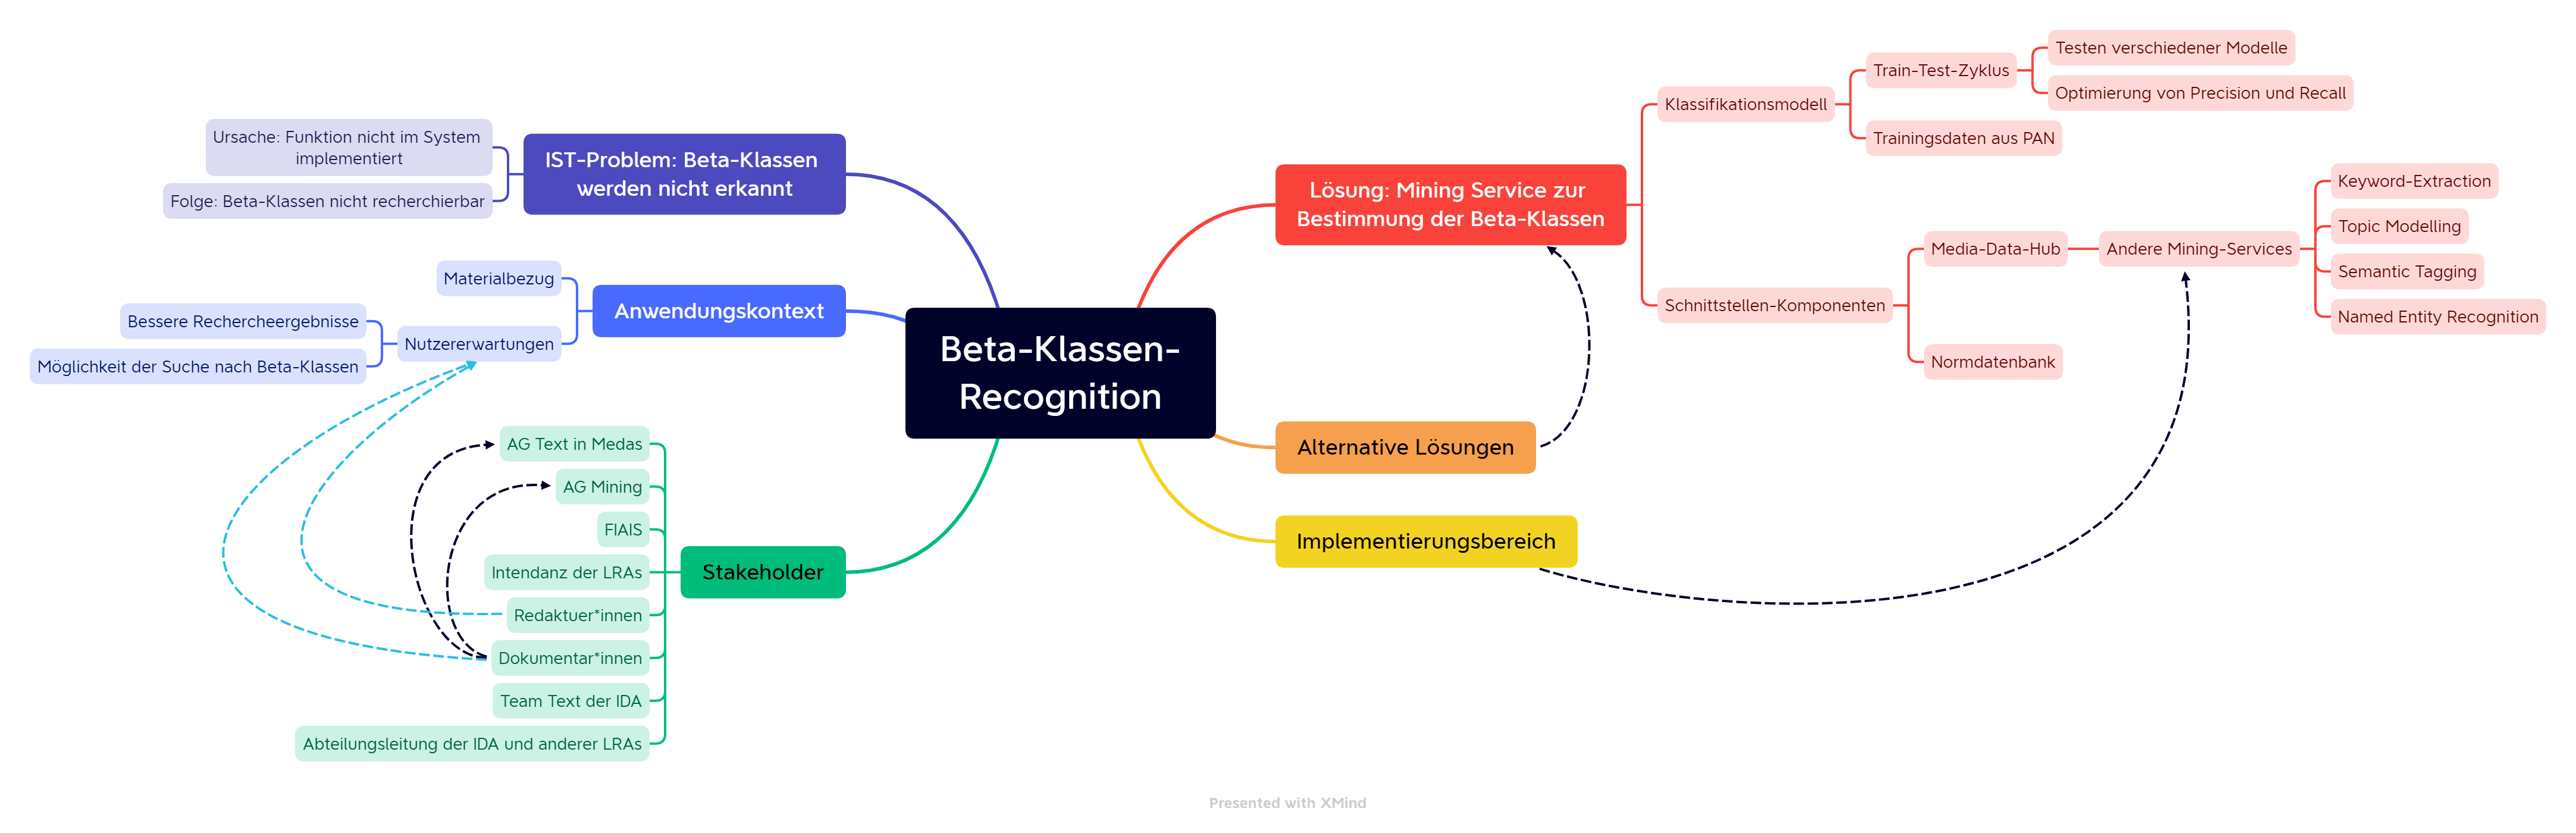 Beta-Klassen-
Recognition
IST-Problem: Beta-Klassen
werden nicht erkannt
Ursache: Funktion nicht im System
implementiert
Folge: Beta-Klassen nicht recherchierbar
Anwendungskontext
Materialbezug
Nutzererwartungen
Bessere Rechercheergebnisse
Möglichkeit der Suche nach Beta-Klassen
Stakeholder
AG Text in Medas
AG Mining
FIAIS
Intendanz der LRAs
Redaktuer*innen
Dokumentar*innen
Team Text der IDA
Abteilungsleitung der IDA und anderer LRAs
Lösung: Mining Service zur
Bestimmung der Beta-Klassen
Klassifikationsmodell
Train-Test-Zyklus
Testen verschiedener Modelle
Optimierung von Precision und Recall
Trainingsdaten aus PAN
Schnittstellen-Komponenten
Media-Data-Hub
Andere Mining-Services
Keyword-Extraction
Topic Modelling
Semantic Tagging
Named Entity Recognition
Normdatenbank
Alternative Lösungen
Implementierungsbereich
Presented with XMind